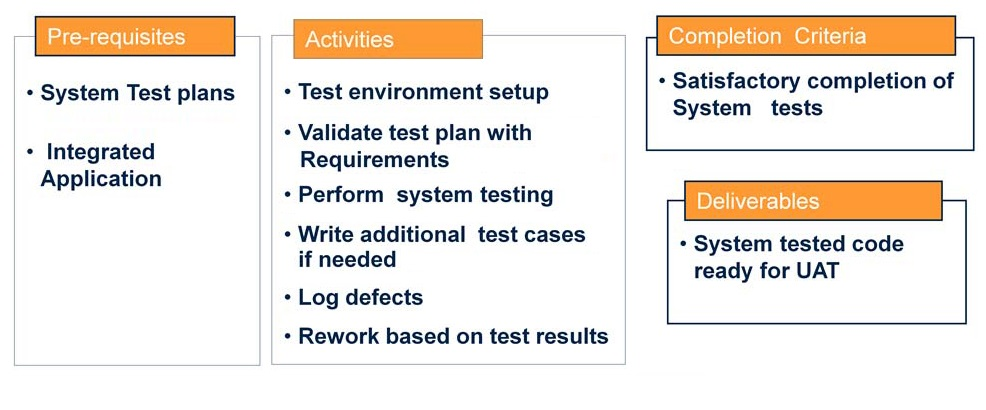 Pre-requisites
• System Test plans
• Integrated
Application
Activities
• Test environment setup
• Validate test plan with
Requirements
• Perform system testing
• Write additional test cases
if needed
• Log defects
• Rework based on test results
Completion Criteria
• Satisfactory completion of
System tests
Deliverables
• System tested code
ready for UAT